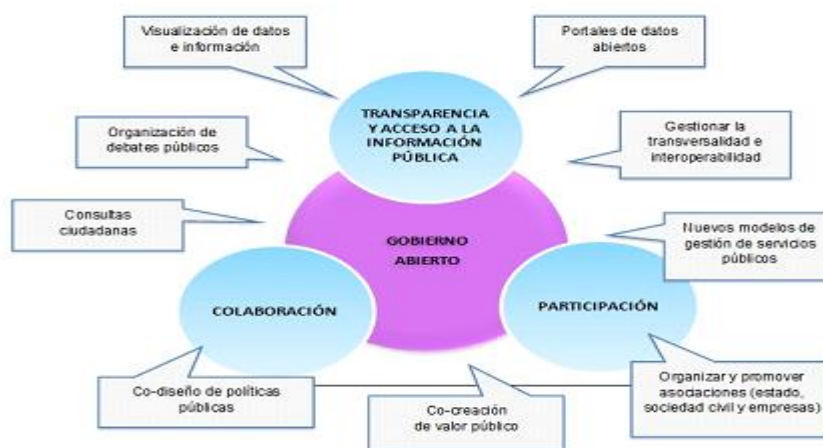 Visualización de datos
e información
Portales de datos
abiertos
TRANSPARENCIA
Y ACCESO A LA
INFORMACIÓN
PÚBLICA
Organización de
debates públicos
Gestionar la
transversalidad e
interoperabilidad
Consultas
ciudadanas
GOBIERNO
ABIERTO
Nuevos modelos de
gestión de servicios
públicos
COLABORACIÓN
PARTICIPACIÓN
Co-diseño de políticas
públicas
Co-creación
de valor público
Organizar y promover
asociaciones (estado,
sociedad civil y empresas)